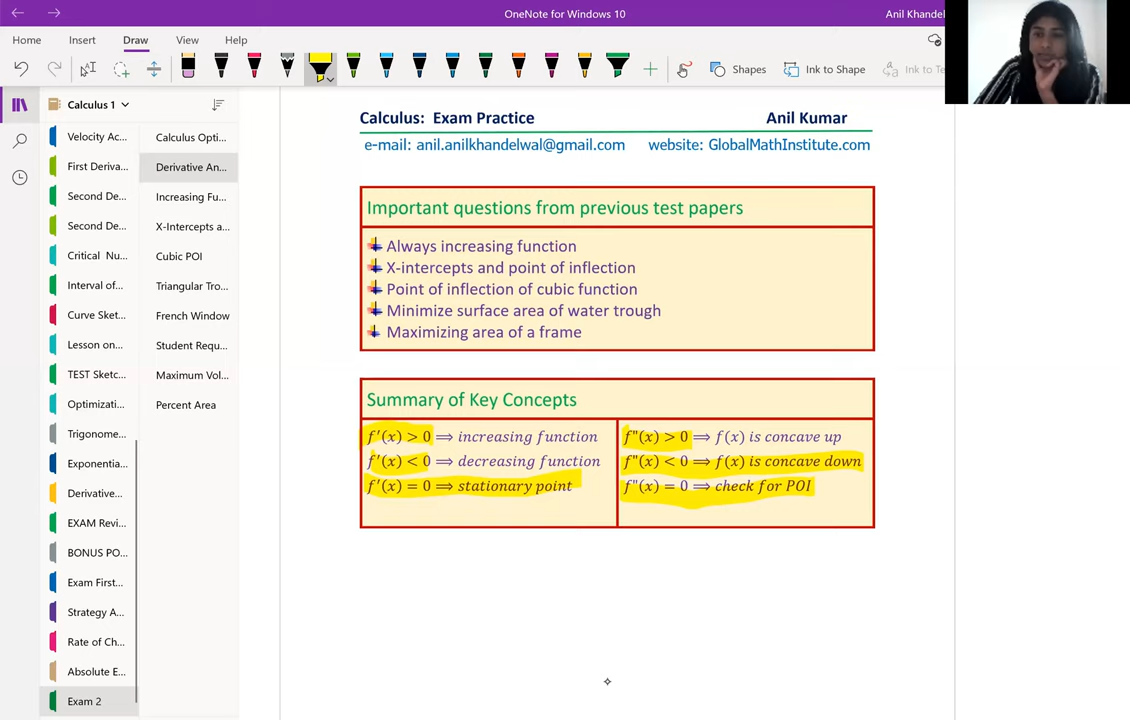 OneNote for Windows 10
Anil Khandel
Home Insert Draw View Help
Shapes Ink to Shape Ink to Te
Calculus 1
Velocity Ac...
First Deriva...
Second De...
Second De...
Critical Nu...
Interval of...
Curve Sket...
Lesson on...
TEST Sketc...
Optimizati...
Trigonome...
Exponentia...
Derivative...
EXAM Revi...
BONUS PO...
Exam First...
Strategy A...
Rate of Ch...
Absolute E...
Exam 2
Calculus Opti...
Derivative An...
Increasing Fu...
X-Intercepts a...
Cubic POI
Triangular Tro...
French Window
Student Requ...
Maximum Vol...
Percent Area
Calculus: Exam Practice Anil Kumar
e-mail: anil.anilkhandelwal@gmail.com website: GlobalMathInstitute.com
Important questions from previous test papers
Always increasing function
X-intercepts and point of inflection
Point of inflection of cubic function
Minimize surface area of water trough
Maximizing area of a frame
Summary of Key Concepts
f'(x) > 0 ⟹ increasing function
f'(x) < 0 ⟹ decreasing function
f'(x) = 0 ⟹ stationary point
f"(x) > 0 ⟹ f(x) is concave up
f"(x) < 0 ⟹ f(x) is concave down
f"(x) = 0 ⟹ check for POI